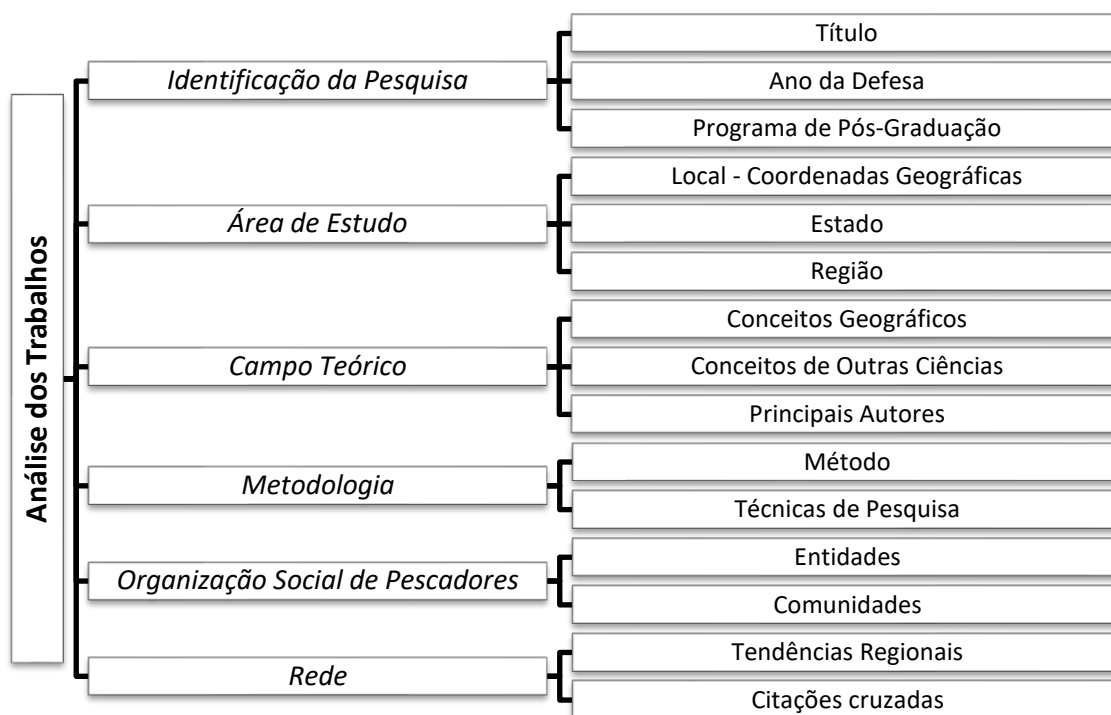 Análise dos Trabalhos
Identificação da Pesquisa
Título
Ano da Defesa
Programa de Pós-Graduação
Área de Estudo
Local - Coordenadas Geográficas
Estado
Região
Campo Teórico
Conceitos Geográficos
Conceitos de Outras Ciências
Principais Autores
Metodologia
Método
Técnicas de Pesquisa
Organização Social de Pescadores
Entidades
Comunidades
Rede
Tendências Regionais
Citações cruzadas